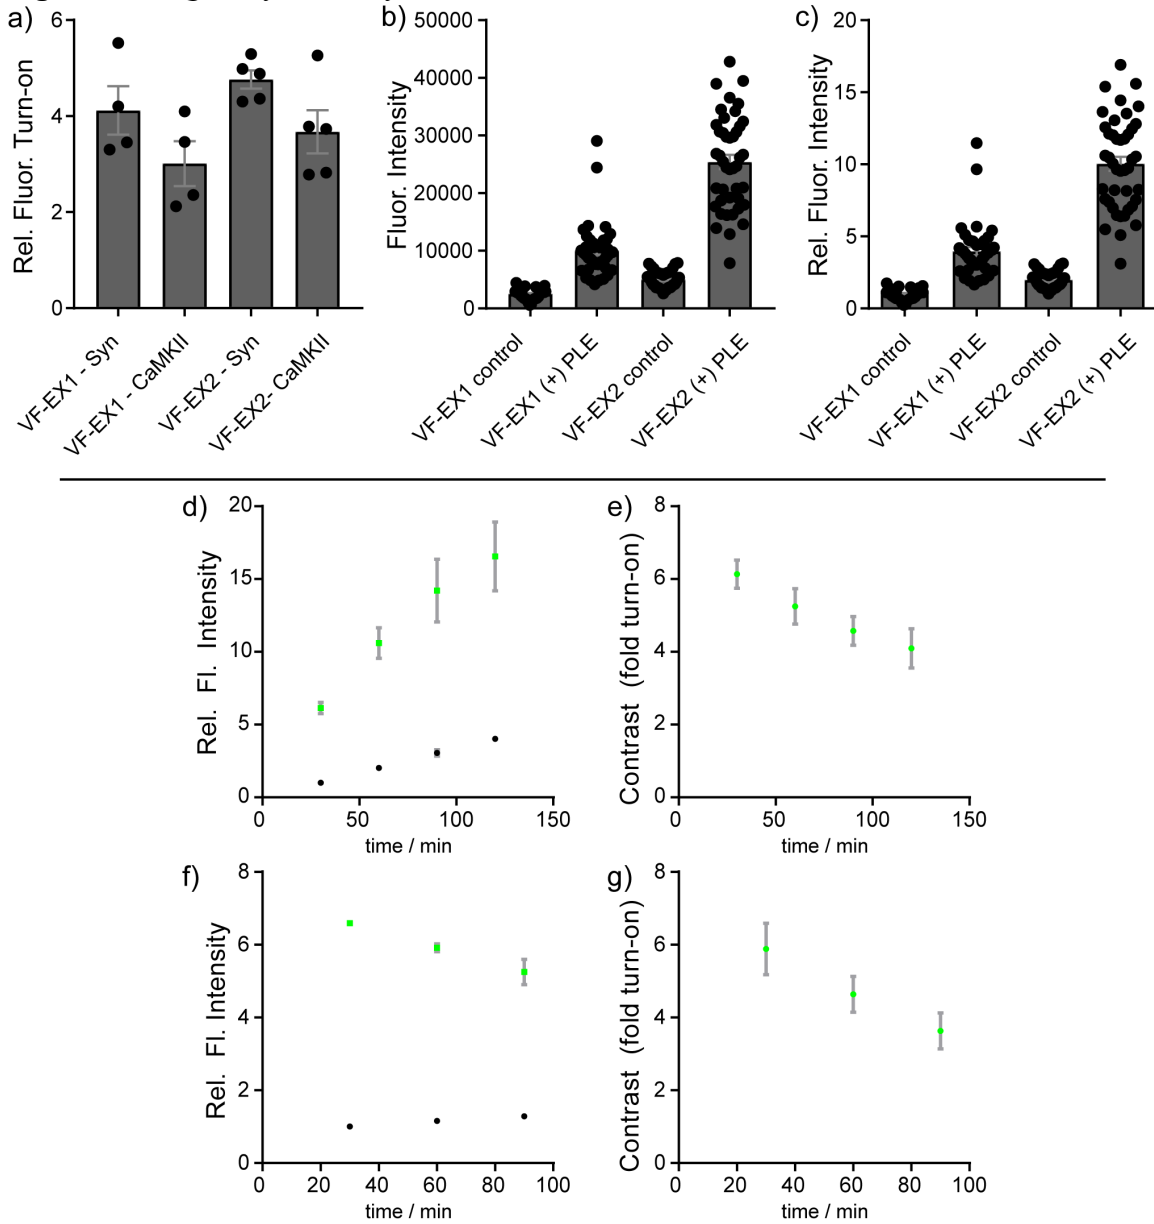 a)
6
4
2
0
Rel. Fluor. Turn-on
VF-EX1 - Syn
VF-EX1 - CaMKII
VF-EX2 - Syn
VF-EX2- CaMKII
b)
50000
40000
30000
20000
10000
0
Fluor. Intensity
VF-EX1 control
VF-EX1 (+) PLE
VF-EX2 control
VF-EX2 (+) PLE
c)
20
15
10
5
0
Rel. Fluor. Intensity
VF-EX1 control
VF-EX1 (+) PLE
VF-EX2 control
VF-EX2 (+) PLE
d)
20
15
10
5
0
Rel. Fl. Intensity
0 50 100 150
time / min
e)
8
6
4
2
0
Contrast (fold turn-on)
0 50 100 150
time / min
f)
8
6
4
2
0
Rel. Fl. Intensity
0 20 40 60 80 100
time / min
g)
8
6
4
2
0
Contrast (fold turn-on)
0 20 40 60 80 100
time / min